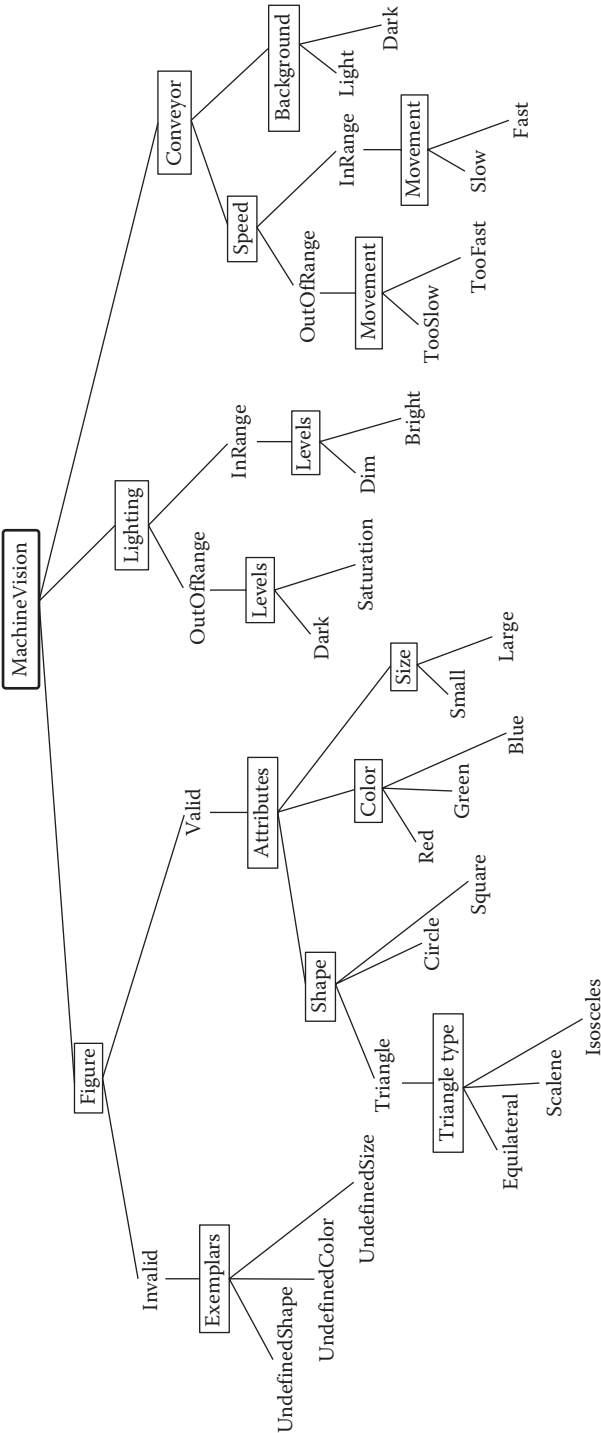 MachineVision
Figure
Lighting
Conveyor
Invalid
Valid
OutOfRange
InRange
Speed
Background
Exemplars
Attributes
Levels
Levels
OutOfRange
InRange
Light
Dark
UndefinedShape
UndefinedColor
UndefinedSize
Shape
Color
Size
Dark
Saturation
Dim
Bright
Movement
Movement
Triangle
Circle
Square
Red
Green
Blue
Small
Large
TooSlow
TooFast
Slow
Fast
Triangle type
Equilateral
Scalene
Isosceles